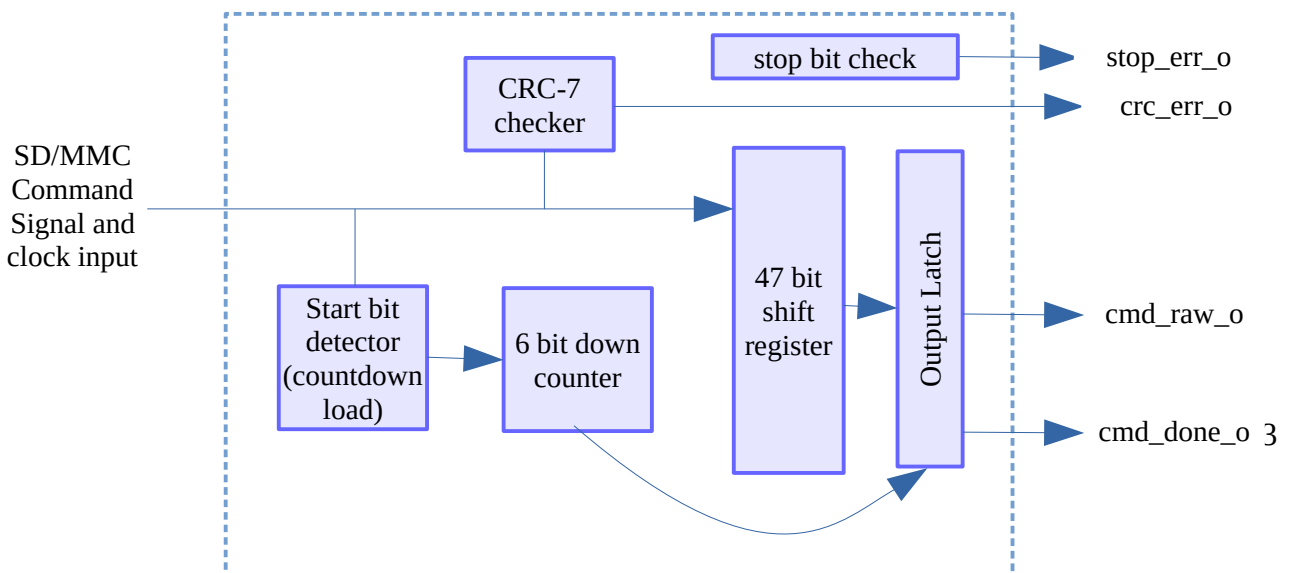 stop bit check
stop_err_o
CRC-7
checker
crc_err_o
SD/MMC
Command
Signal and
clock input
Start bit
detector
(countdown
load)
6 bit down
counter
47 bit
shift
register
Output Latch
cmd_raw_o
cmd_done_o 3